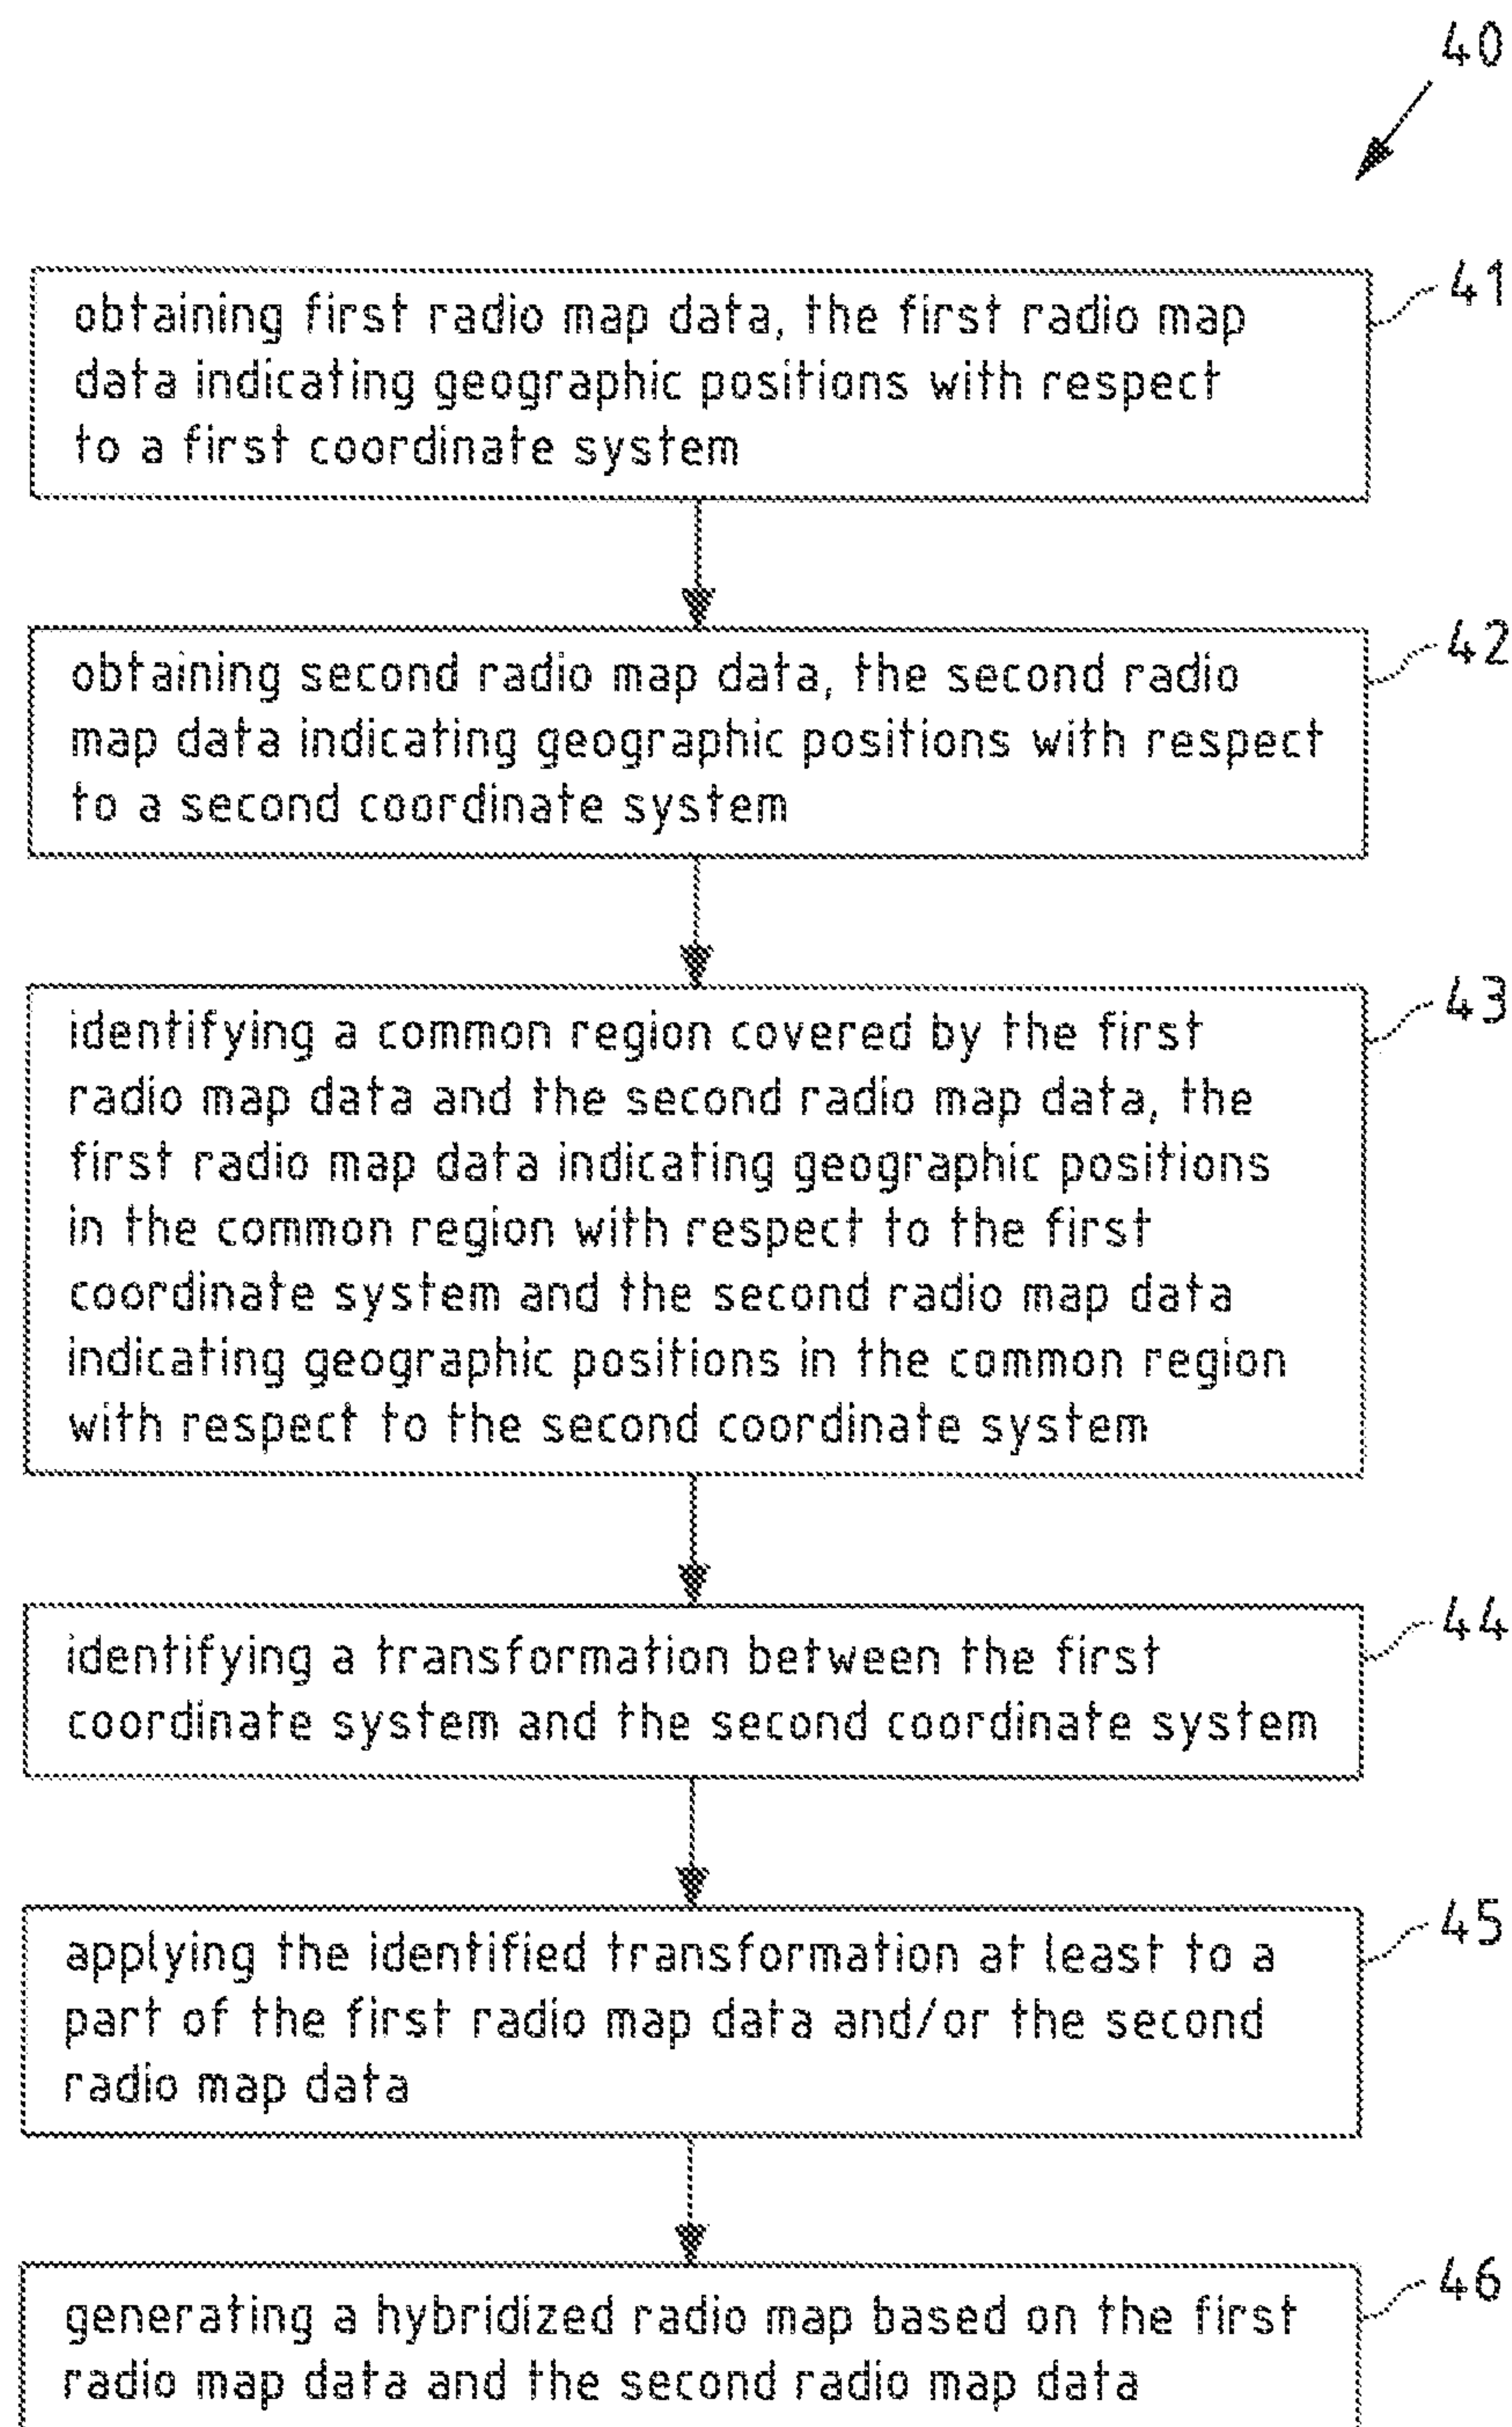 40
41
obtaining first radio map data, the first radio map
data indicating geographic positions with respect
to a first coordinate system
42
obtaining second radio map data, the second radio
map data indicating geographic positions with respect
to a second coordinate system
43
identifying a common region covered by the first
radio map data and the second radio map data, the
first radio map data indicating geographic positions
in the common region with respect to the first
coordinate system and the second radio map data
indicating geographic positions in the common region
with respect to the second coordinate system
44
identifying a transformation between the first
coordinate system and the second coordinate system
45
applying the identified transformation at least to a
part of the first radio map data and/or the second
radio map data
46
generating a hybridized radio map based on the first
radio map data and the second radio map data